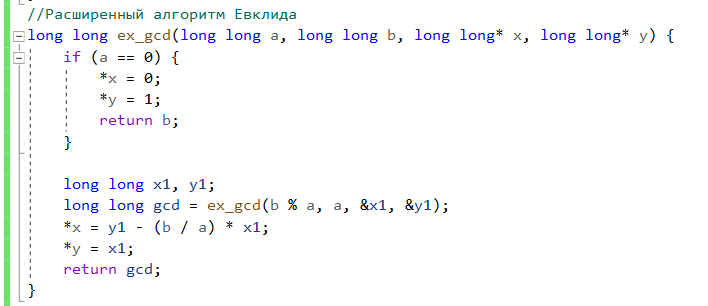 //Расширенный алгоритм Евклида
long long ex_gcd(long long a, long long b, long long* x, long long* y) {
    if (a == 0) {
        *x = 0;
        *y = 1;
        return b;
    }

    long long x1, y1;
    long long gcd = ex_gcd(b % a, a, &x1, &y1);
    *x = y1 - (b / a) * x1;
    *y = x1;
    return gcd;
}